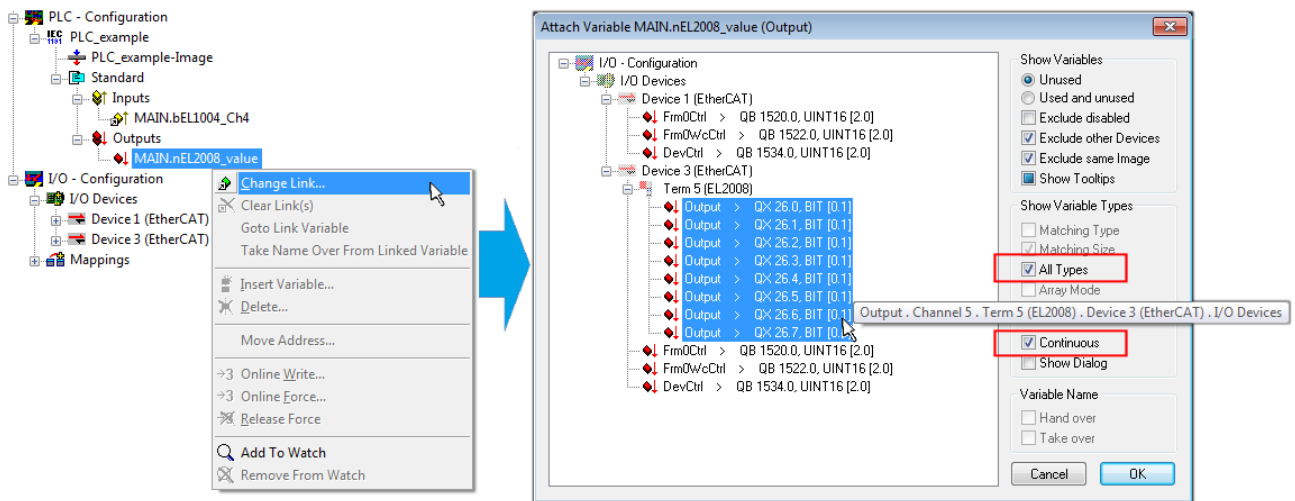 PLC - Configuration
IEC 1131 PLC_example
PLC_example-Image
Standard
Inputs
MAIN.bEL1004_Ch4
Outputs
MAIN.nEL2008_value
I/O - Configuration
I/O Devices
Device 1 (EtherCAT)
Device 3 (EtherCAT)
Mappings
Change Link...
Clear Link(s)
Goto Link Variable
Take Name Over From Linked Variable
Insert Variable...
Delete...
Move Address...
→3 Online Write...
→3 Online Force...
Release Force
Add To Watch
Remove From Watch
Attach Variable MAIN.nEL2008_value (Output)
I/O - Configuration
I/O Devices
Device 1 (EtherCAT)
Frm0Ctrl > QB 1520.0, UINT16 [2.0]
Frm0WcCtrl > QB 1522.0, UINT16 [2.0]
DevCtrl > QB 1534.0, UINT16 [2.0]
Device 3 (EtherCAT)
Term 5 (EL2008)
Output > QX 26.0, BIT [0.1]
Output > QX 26.1, BIT [0.1]
Output > QX 26.2, BIT [0.1]
Output > QX 26.3, BIT [0.1]
Output > QX 26.4, BIT [0.1]
Output > QX 26.5, BIT [0.1]
Output > QX 26.6, BIT [0.1]
Output > QX 26.7, BIT [0.1]
Frm0Ctrl > QB 1520.0, UINT16 [2.0]
Frm0WcCtrl > QB 1522.0, UINT16 [2.0]
DevCtrl > QB 1534.0, UINT16 [2.0]
Show Variables
Unused
Used and unused
Exclude disabled
Exclude other Devices
Exclude same Image
Show Tooltips
Show Variable Types
Matching Type
Matching Size
All Types
Array Mode
Output . Channel 5 . Term 5 (EL2008) . Device 3 (EtherCAT) . I/O Devices
Continuous
Show Dialog
Variable Name
Hand over
Take over
Cancel
OK